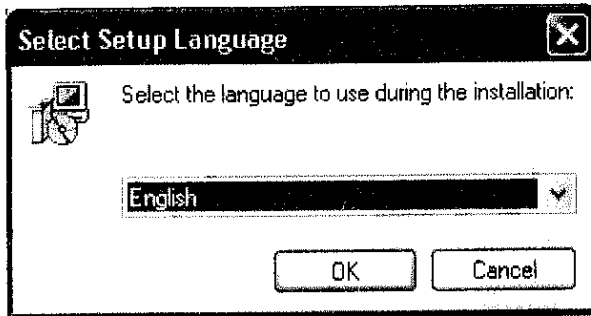 Select Setup Language
Select the language to use during the installation:
English
OK
Cancel